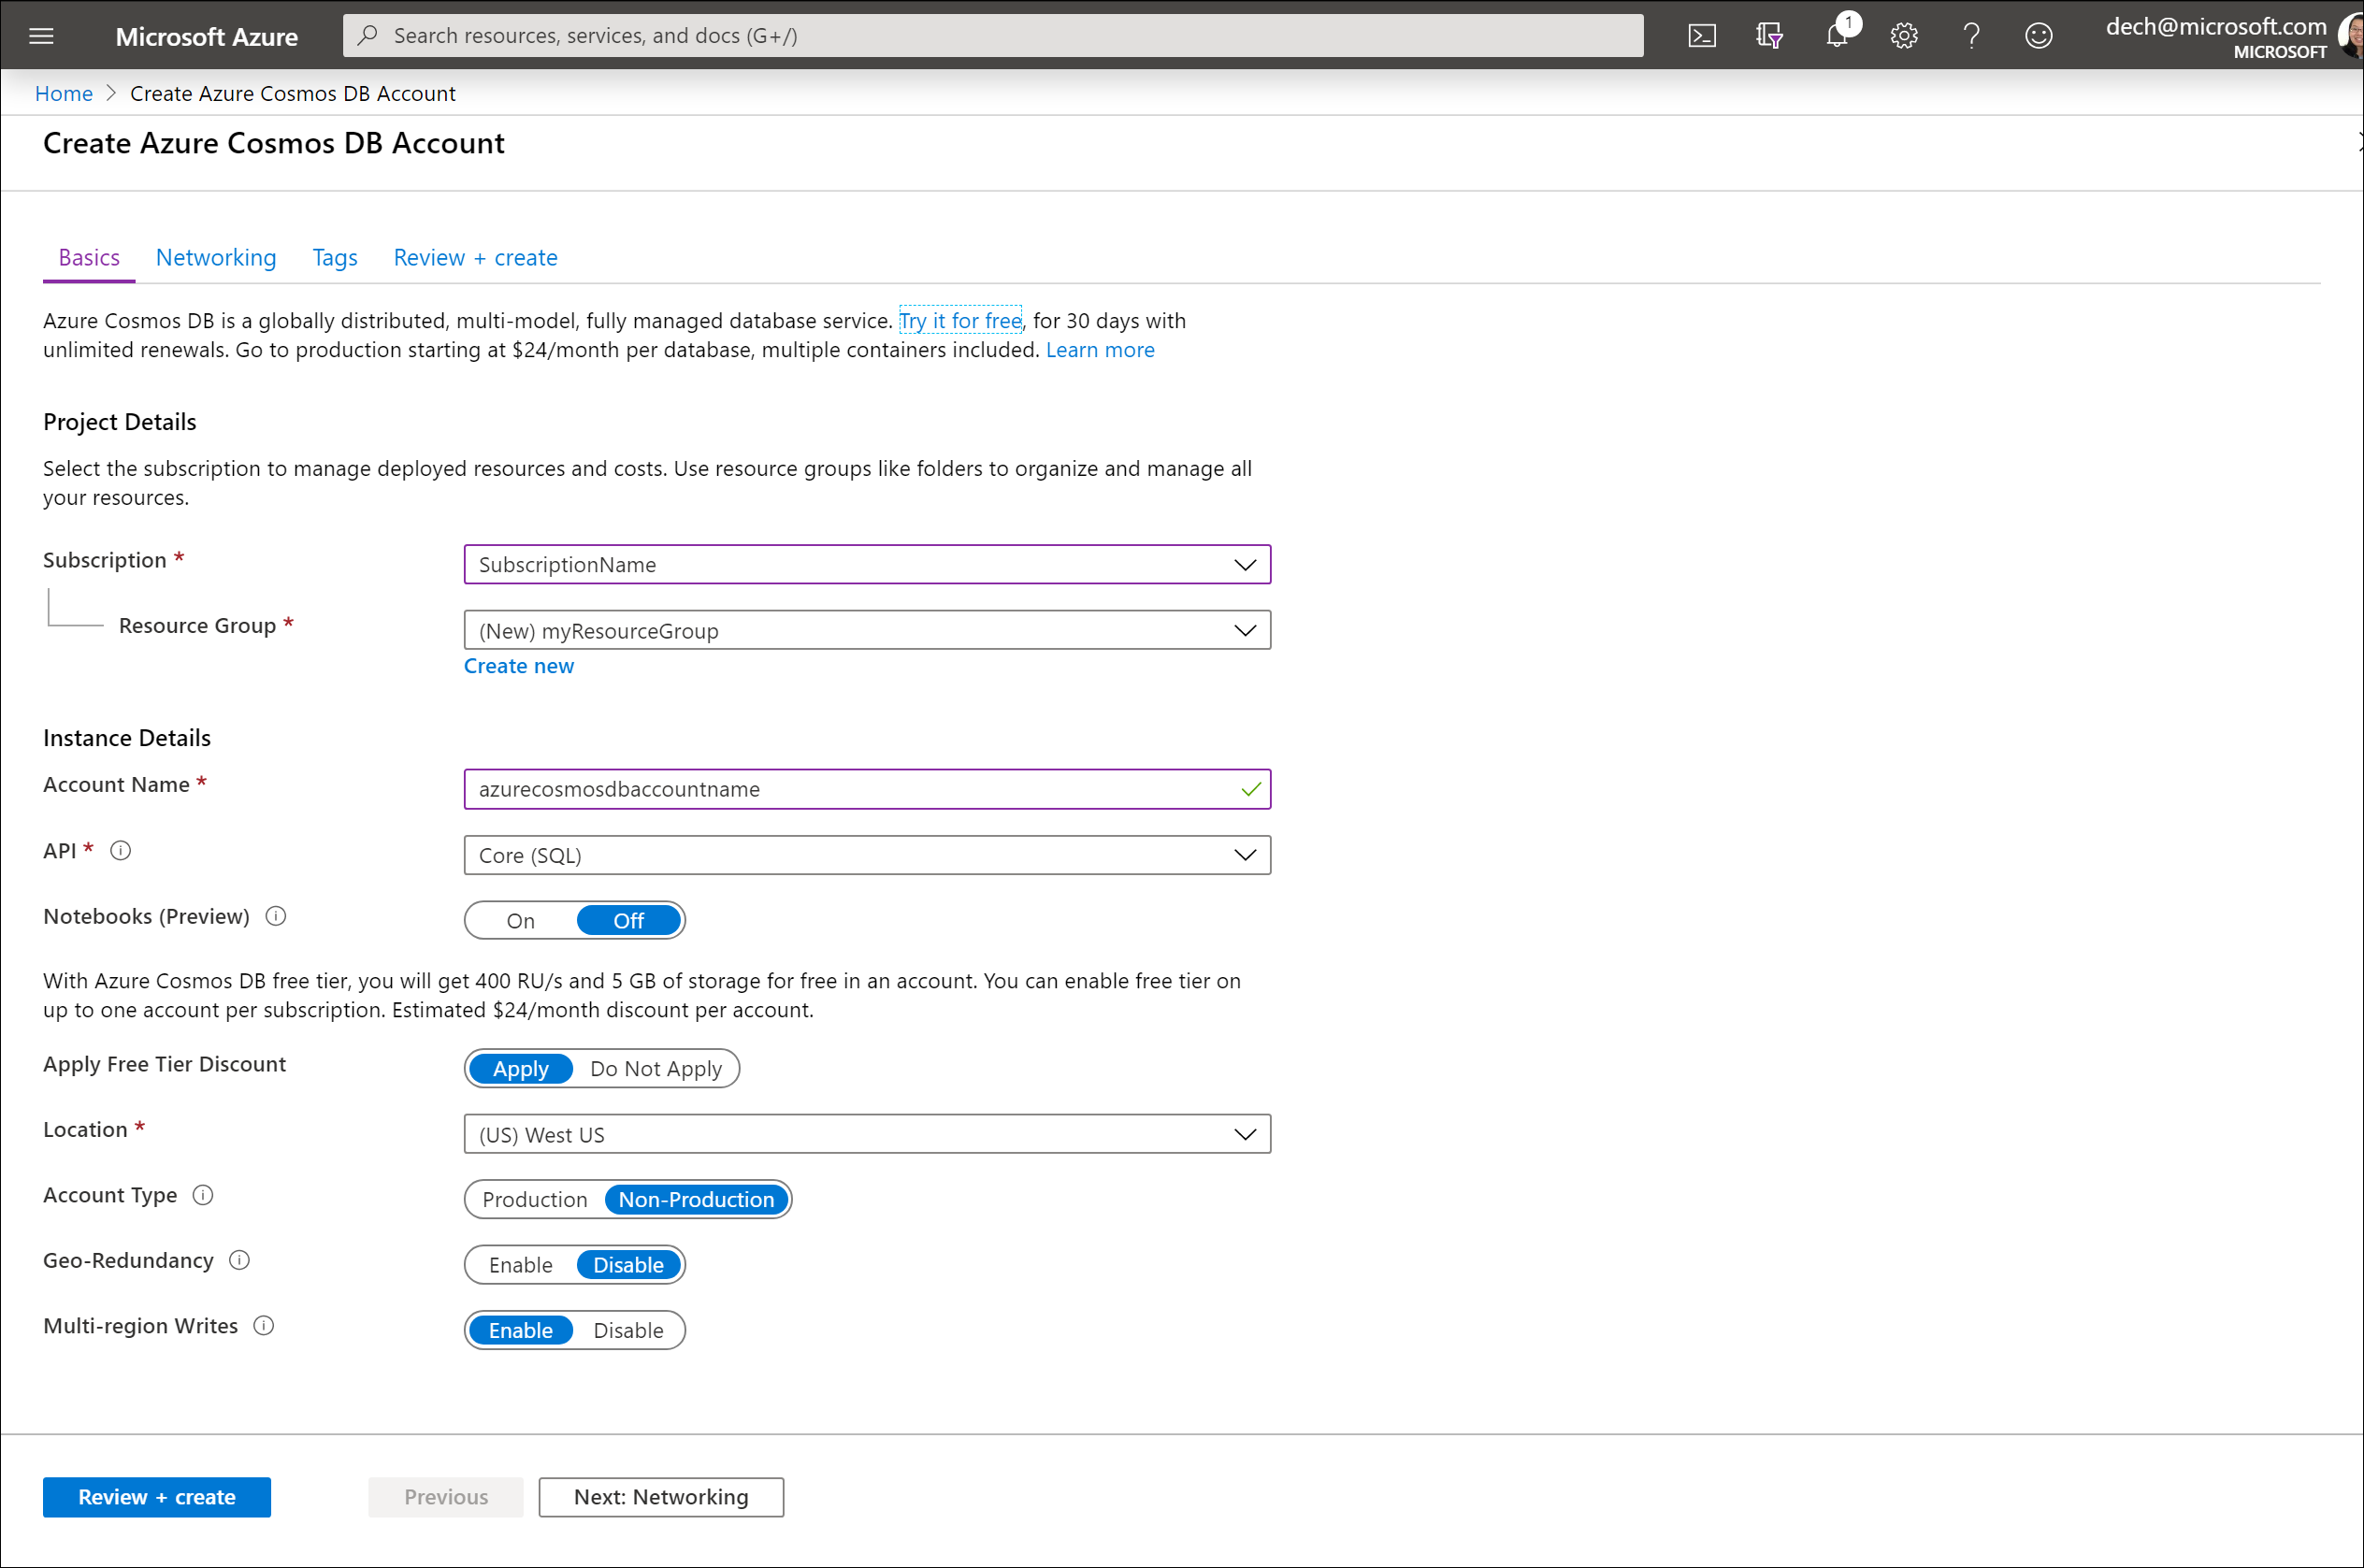 Microsoft Azure
Search resources, services, and docs (G+/)
1
dech@microsoft.com
MICROSOFT
Home > Create Azure Cosmos DB Account
Create Azure Cosmos DB Account
Basics Networking Tags Review + create
Azure Cosmos DB is a globally distributed, multi-model, fully managed database service. Try it for free, for 30 days with
unlimited renewals. Go to production starting at $24/month per database, multiple containers included. Learn more
Project Details
Select the subscription to manage deployed resources and costs. Use resource groups like folders to organize and manage all
your resources.
Subscription * SubscriptionName
Resource Group * (New) myResourceGroup
Create new
Instance Details
Account Name * azurecosmosdbaccountname
API * Core (SQL)
Notebooks (Preview) On Off
With Azure Cosmos DB free tier, you will get 400 RU/s and 5 GB of storage for free in an account. You can enable free tier on
up to one account per subscription. Estimated $24/month discount per account.
Apply Free Tier Discount Apply Do Not Apply
Location * (US) West US
Account Type Production Non-Production
Geo-Redundancy Enable Disable
Multi-region Writes Enable Disable
Review + create Previous Next: Networking